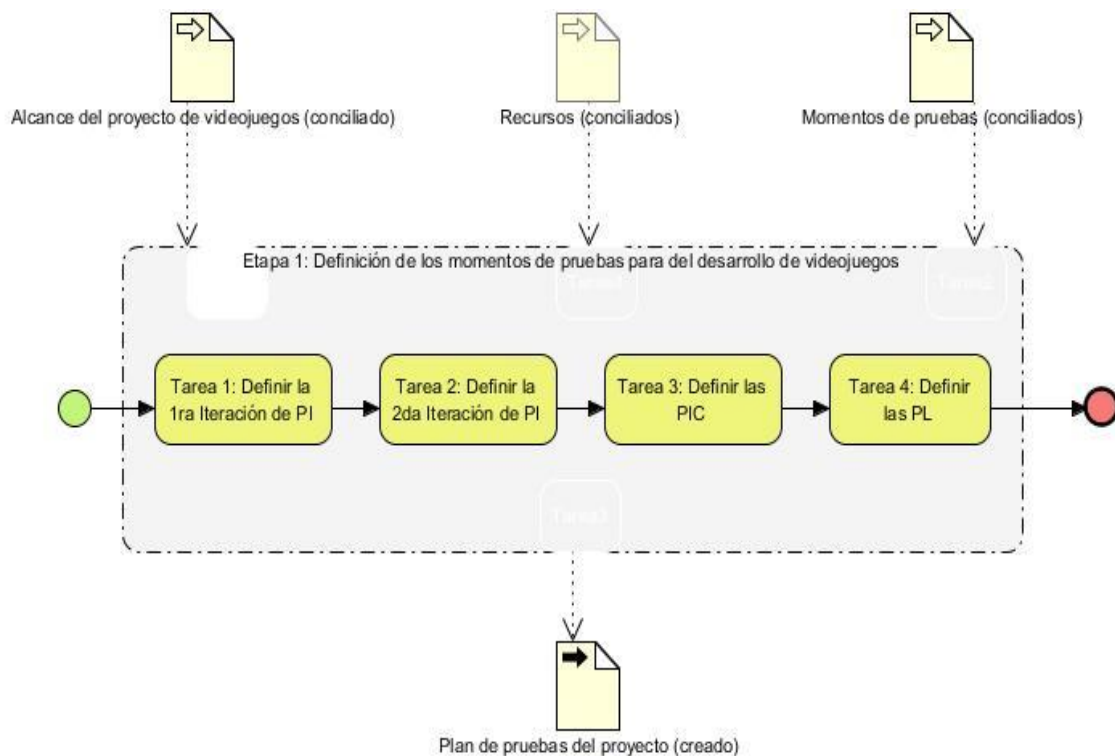 Alcance del proyecto de videojuegos (conciliado)
Recursos (conciliados)
Momentos de pruebas (conciliados)
Etapa 1: Definición de los momentos de pruebas para del desarrollo de videojuegos
Tarea2
Tarea 1: Definir la
1ra Iteración de PI
Tarea 2: Definir la
2da Iteración de PI
Tarea 3: Definir las
PIC
Tarea 4: Definir
las PL
Tarea3
Plan de pruebas del proyecto (creado)